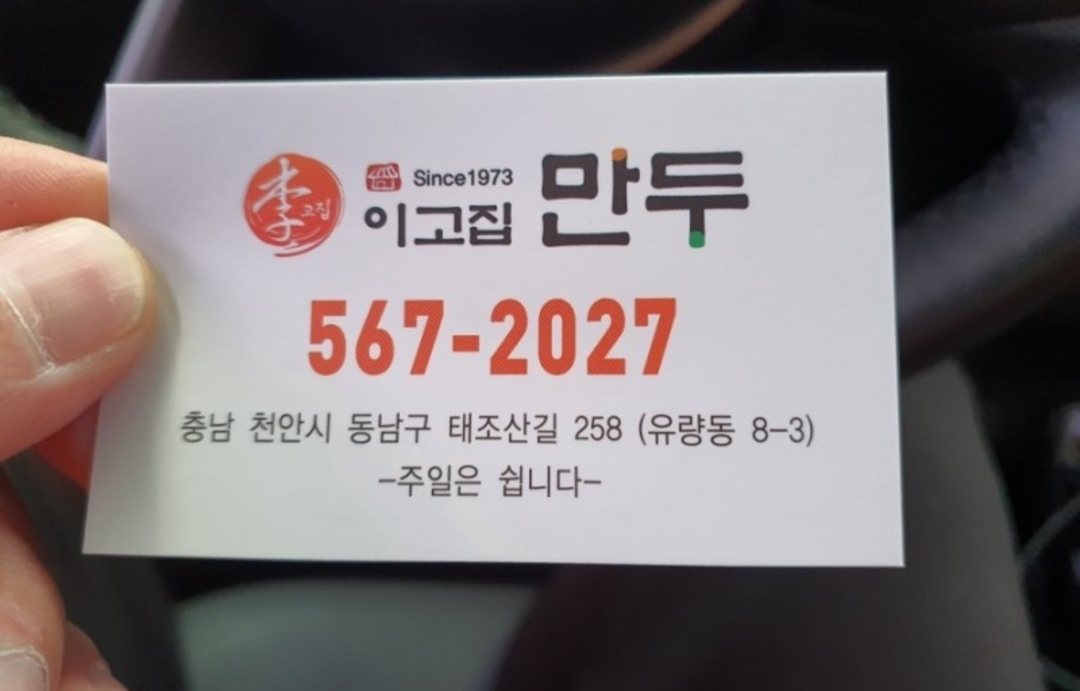 李고집
Since1973
이고집 만두
567-2027
충남 천안시 동남구 태조산길 258 (유량동 8-3)
-주일은 쉽니다-